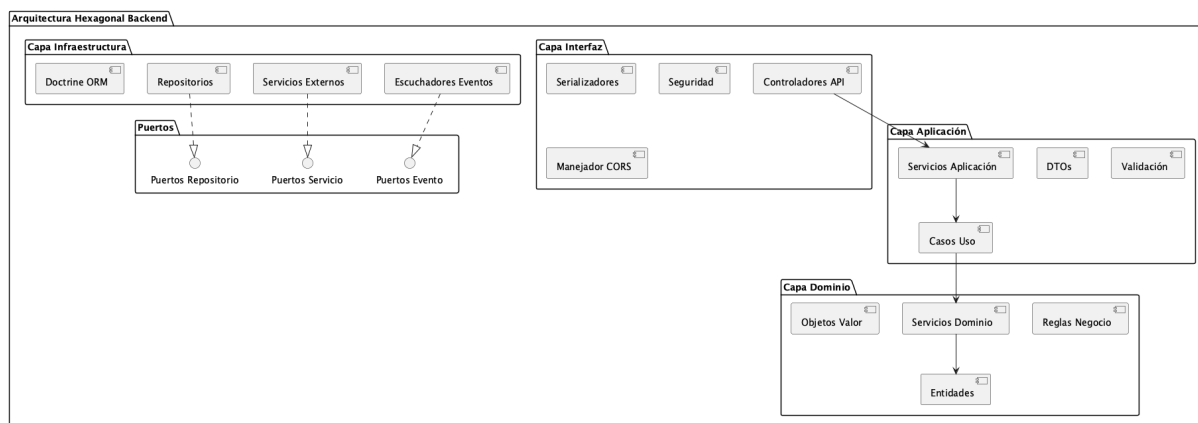 Arquitectura Hexagonal Backend
Capa Infraestructura
Doctrine ORM
Repositorios
Servicios Externos
Escuchadores Eventos
Puertos
Puertos Repositorio
Puertos Servicio
Puertos Evento
Capa Interfaz
Serializadores
Seguridad
Controladores API
Manejador CORS
Capa Aplicación
Servicios Aplicación
DTOs
Validación
Casos Uso
Capa Dominio
Objetos Valor
Servicios Dominio
Reglas Negocio
Entidades